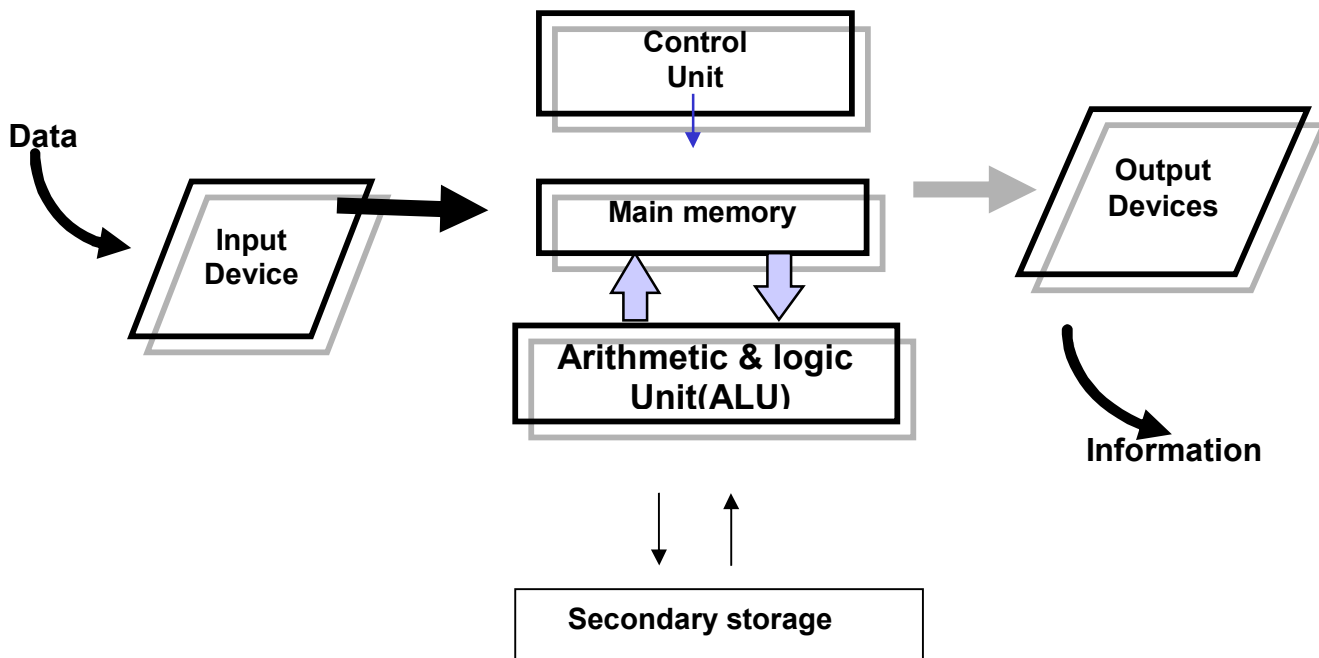 Control
Unit
Data
Input
Device
Main memory
Output
Devices
Arithmetic & logic
Unit(ALU)
Information
Secondary storage